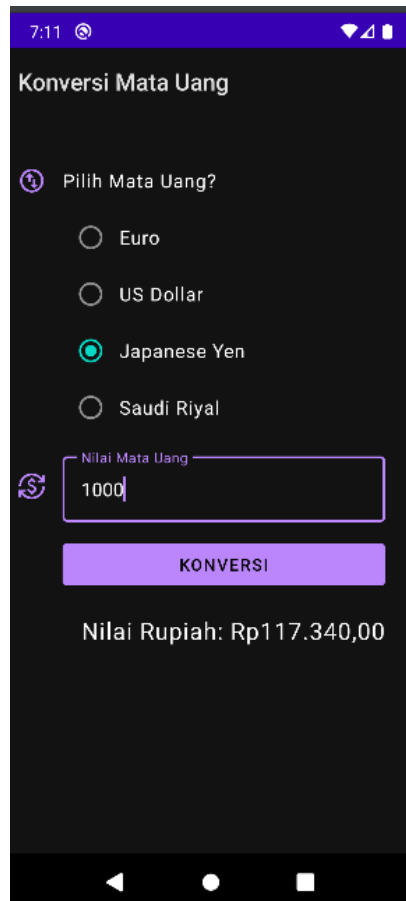 7:11
Konversi Mata Uang
Pilih Mata Uang?
Euro
US Dollar
Japanese Yen
Saudi Riyal
Nilai Mata Uang
1000
KONVERSI
Nilai Rupiah: Rp117.340,00